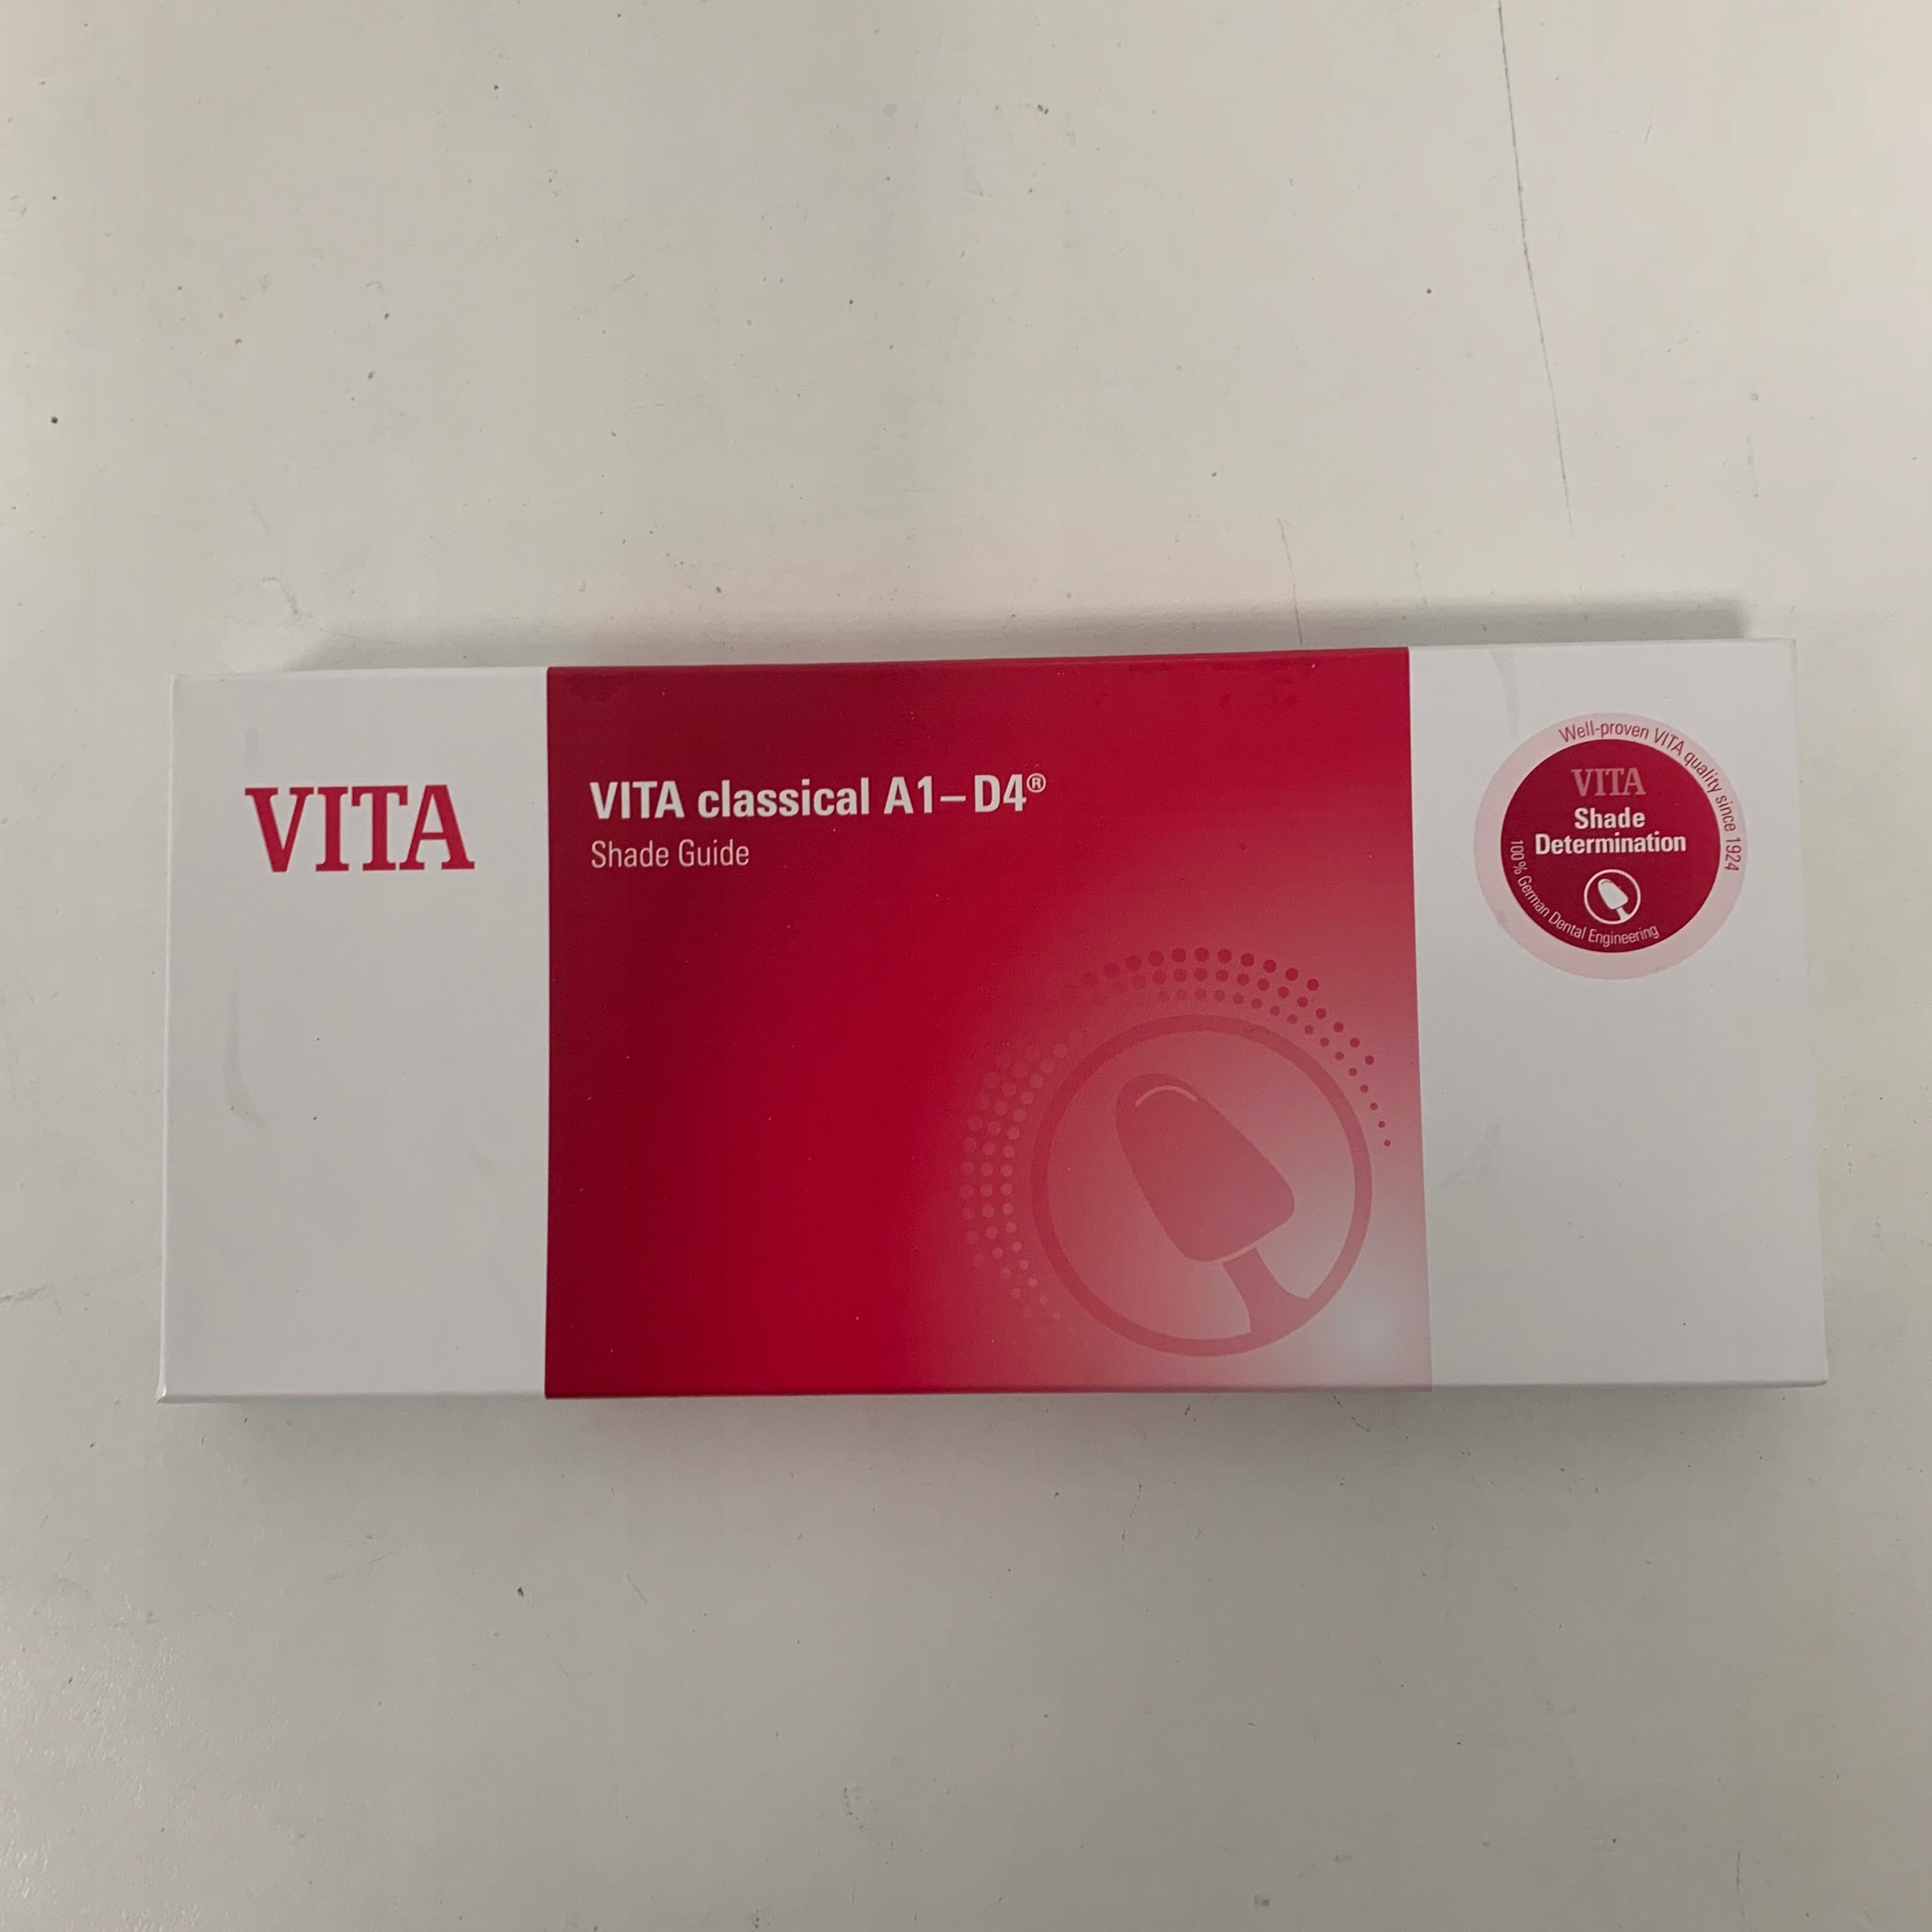 VITA
VITA classical A1–D4®
Shade Guide
Well-proven VITA quality since 1924
VITA
Shade
Determination
100% German Dental Engineering